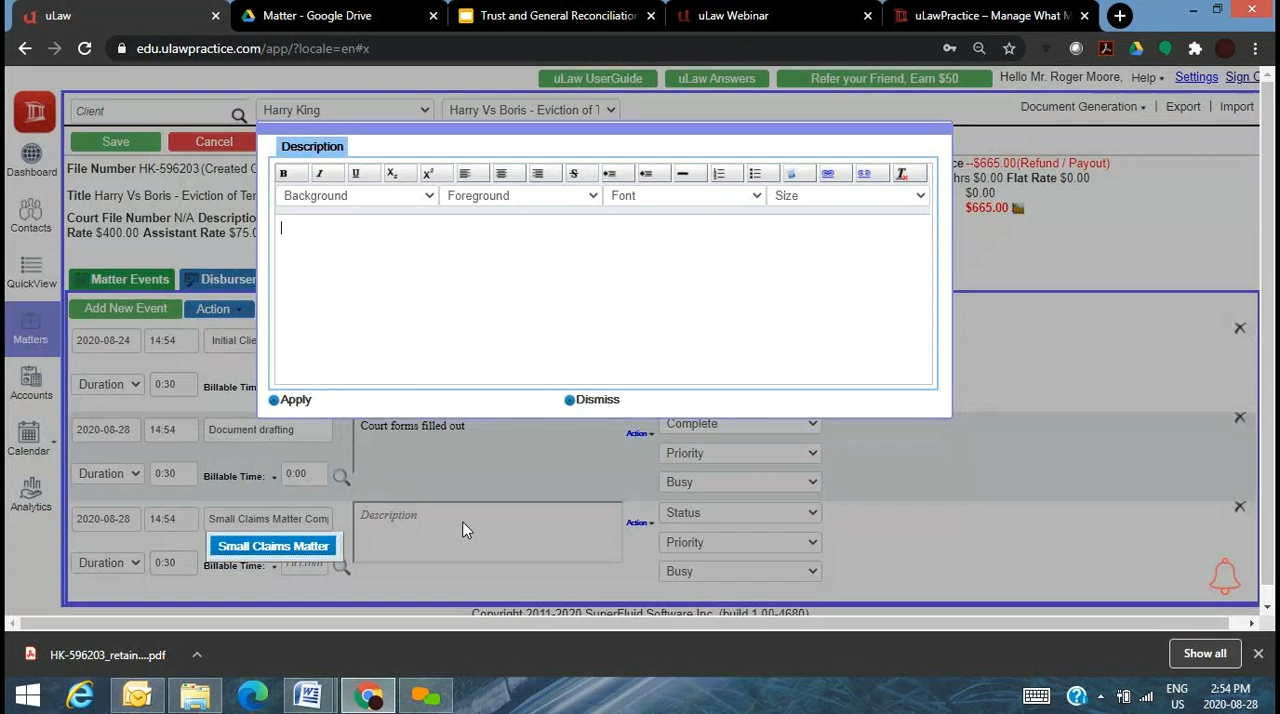 uLaw
Matter - Google Drive
Trust and General Reconciliation
uLaw Webinar
uLawPractice – Manage What M
edu.ulawpractice.com/app/?locale=en#x
uLaw UserGuide
uLaw Answers
Refer your Friend, Earn $50
Hello Mr. Roger Moore,
Help
Settings
Sign C
Client
Harry King
Harry Vs Boris - Eviction of T
Document Generation
Export
Import
Save
Cancel
Description
ce --$665.00(Refund / Payout)
File Number HK-596203(Created C
hrs $0.00 Flat Rate $0.00
Title Harry Vs Boris - Eviction of Ten
$0.00
$665.00
Court File Number N/A Description
Rate $400.00 Assistant Rate $75.0
B
I
U
X2
X2
S
Tx
Background
Foreground
Font
Size
Dashboard
Contacts
QuickView
Matters
Accounts
Calendar
Analytics
Matter Events
Disburse
Add New Event
Action
2020-08-24
14:54
Initial Clie
Duration
0:30
Billable Time
Apply
Dismiss
2020-08-28
14:54
Document drafting
Court forms filled out
Action
Complete
Priority
Duration
0:30
Billable Time:
0:00
Busy
2020-08-28
14:54
Small Claims Matter Com
Description
Action
Status
Small Claims Matter
Priority
Duration
0:30
Billable Time:
Hh:mm
Busy
Copyright 2011-2020 SuperFluid Software Inc. (build 1.00-4680)
HK-596203_retain....pdf
Show all
ENG
US
2:54 PM
2020-08-28